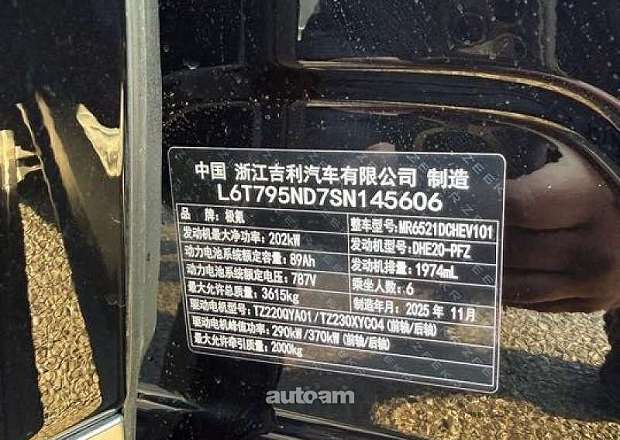 中国 浙江吉利汽车有限公司 制造
L6T795ND7SN145606
品 牌: 极氪 整车型号: MR6521DCHEV101
发动机最大净功率: 202kW 发动机型号: DHE20-PFZ
动力电池系统额定容量: 89Ah 发动机排量: 1974mL
动力电池系统额定电压: 787V 乘坐人数: 6
最大允许总质量: 3615kg 制造年月: 2025 年 11月
驱动电机型号: TZ220QYA01/TZ230XYC04(前轴/后轴)
驱动电机峰值功率: 290kW/370kW(前轴/后轴)
最大允许牵引质量: 2000kg
ZEEKR
autoam